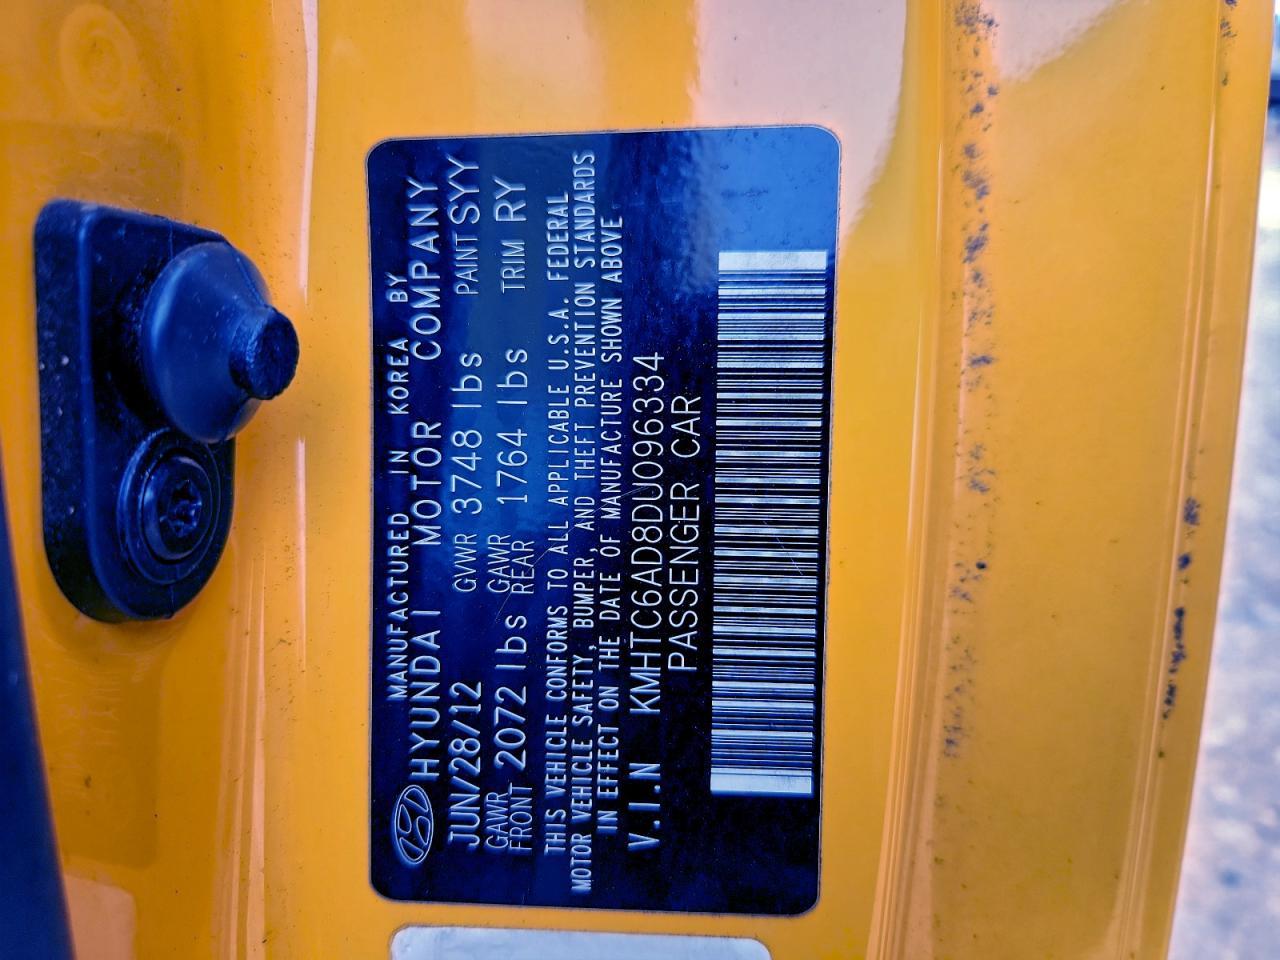 MANUFACTURED IN KOREA BY
HYUNDAI MOTOR COMPANY
JUN/28/12 GVWR 3748 lbs PAINT SYY
GAWR FRONT 2072 lbs GAWR REAR 1764 lbs TRIM RY
THIS VEHICLE CONFORMS TO ALL APPLICABLE U.S.A. FEDERAL
MOTOR VEHICLE SAFETY, BUMPER, AND THEFT PREVENTION STANDARDS
IN EFFECT ON THE DATE OF MANUFACTURE SHOWN ABOVE
V.I.N KMHTC6AD8DU096334
PASSENGER CAR